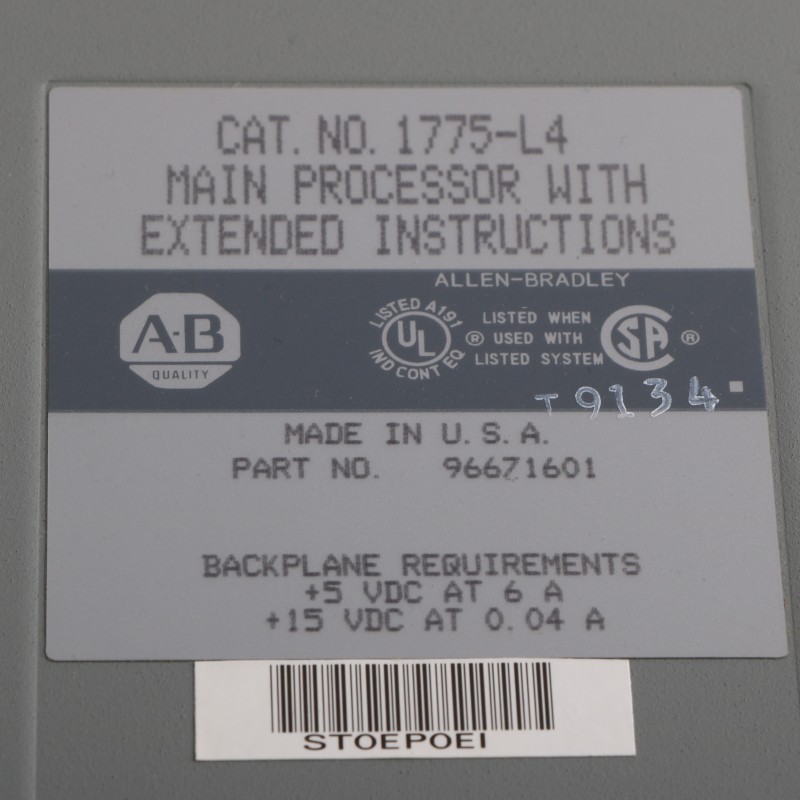 CAT. NO. 1775-L4
MAIN PROCESSOR WITH
EXTENDED INSTRUCTIONS
ALLEN-BRADLEY
A-B
QUALITY
LISTED A191
UL
IND CONT EQ
®
LISTED WHEN
USED WITH
LISTED SYSTEM
SA
®
T9134
MADE IN U.S.A.
PART NO. 96671601
BACKPLANE REQUIREMENTS
+5 VDC AT 6 A
+15 VDC AT 0.04 A
STOEPOEI